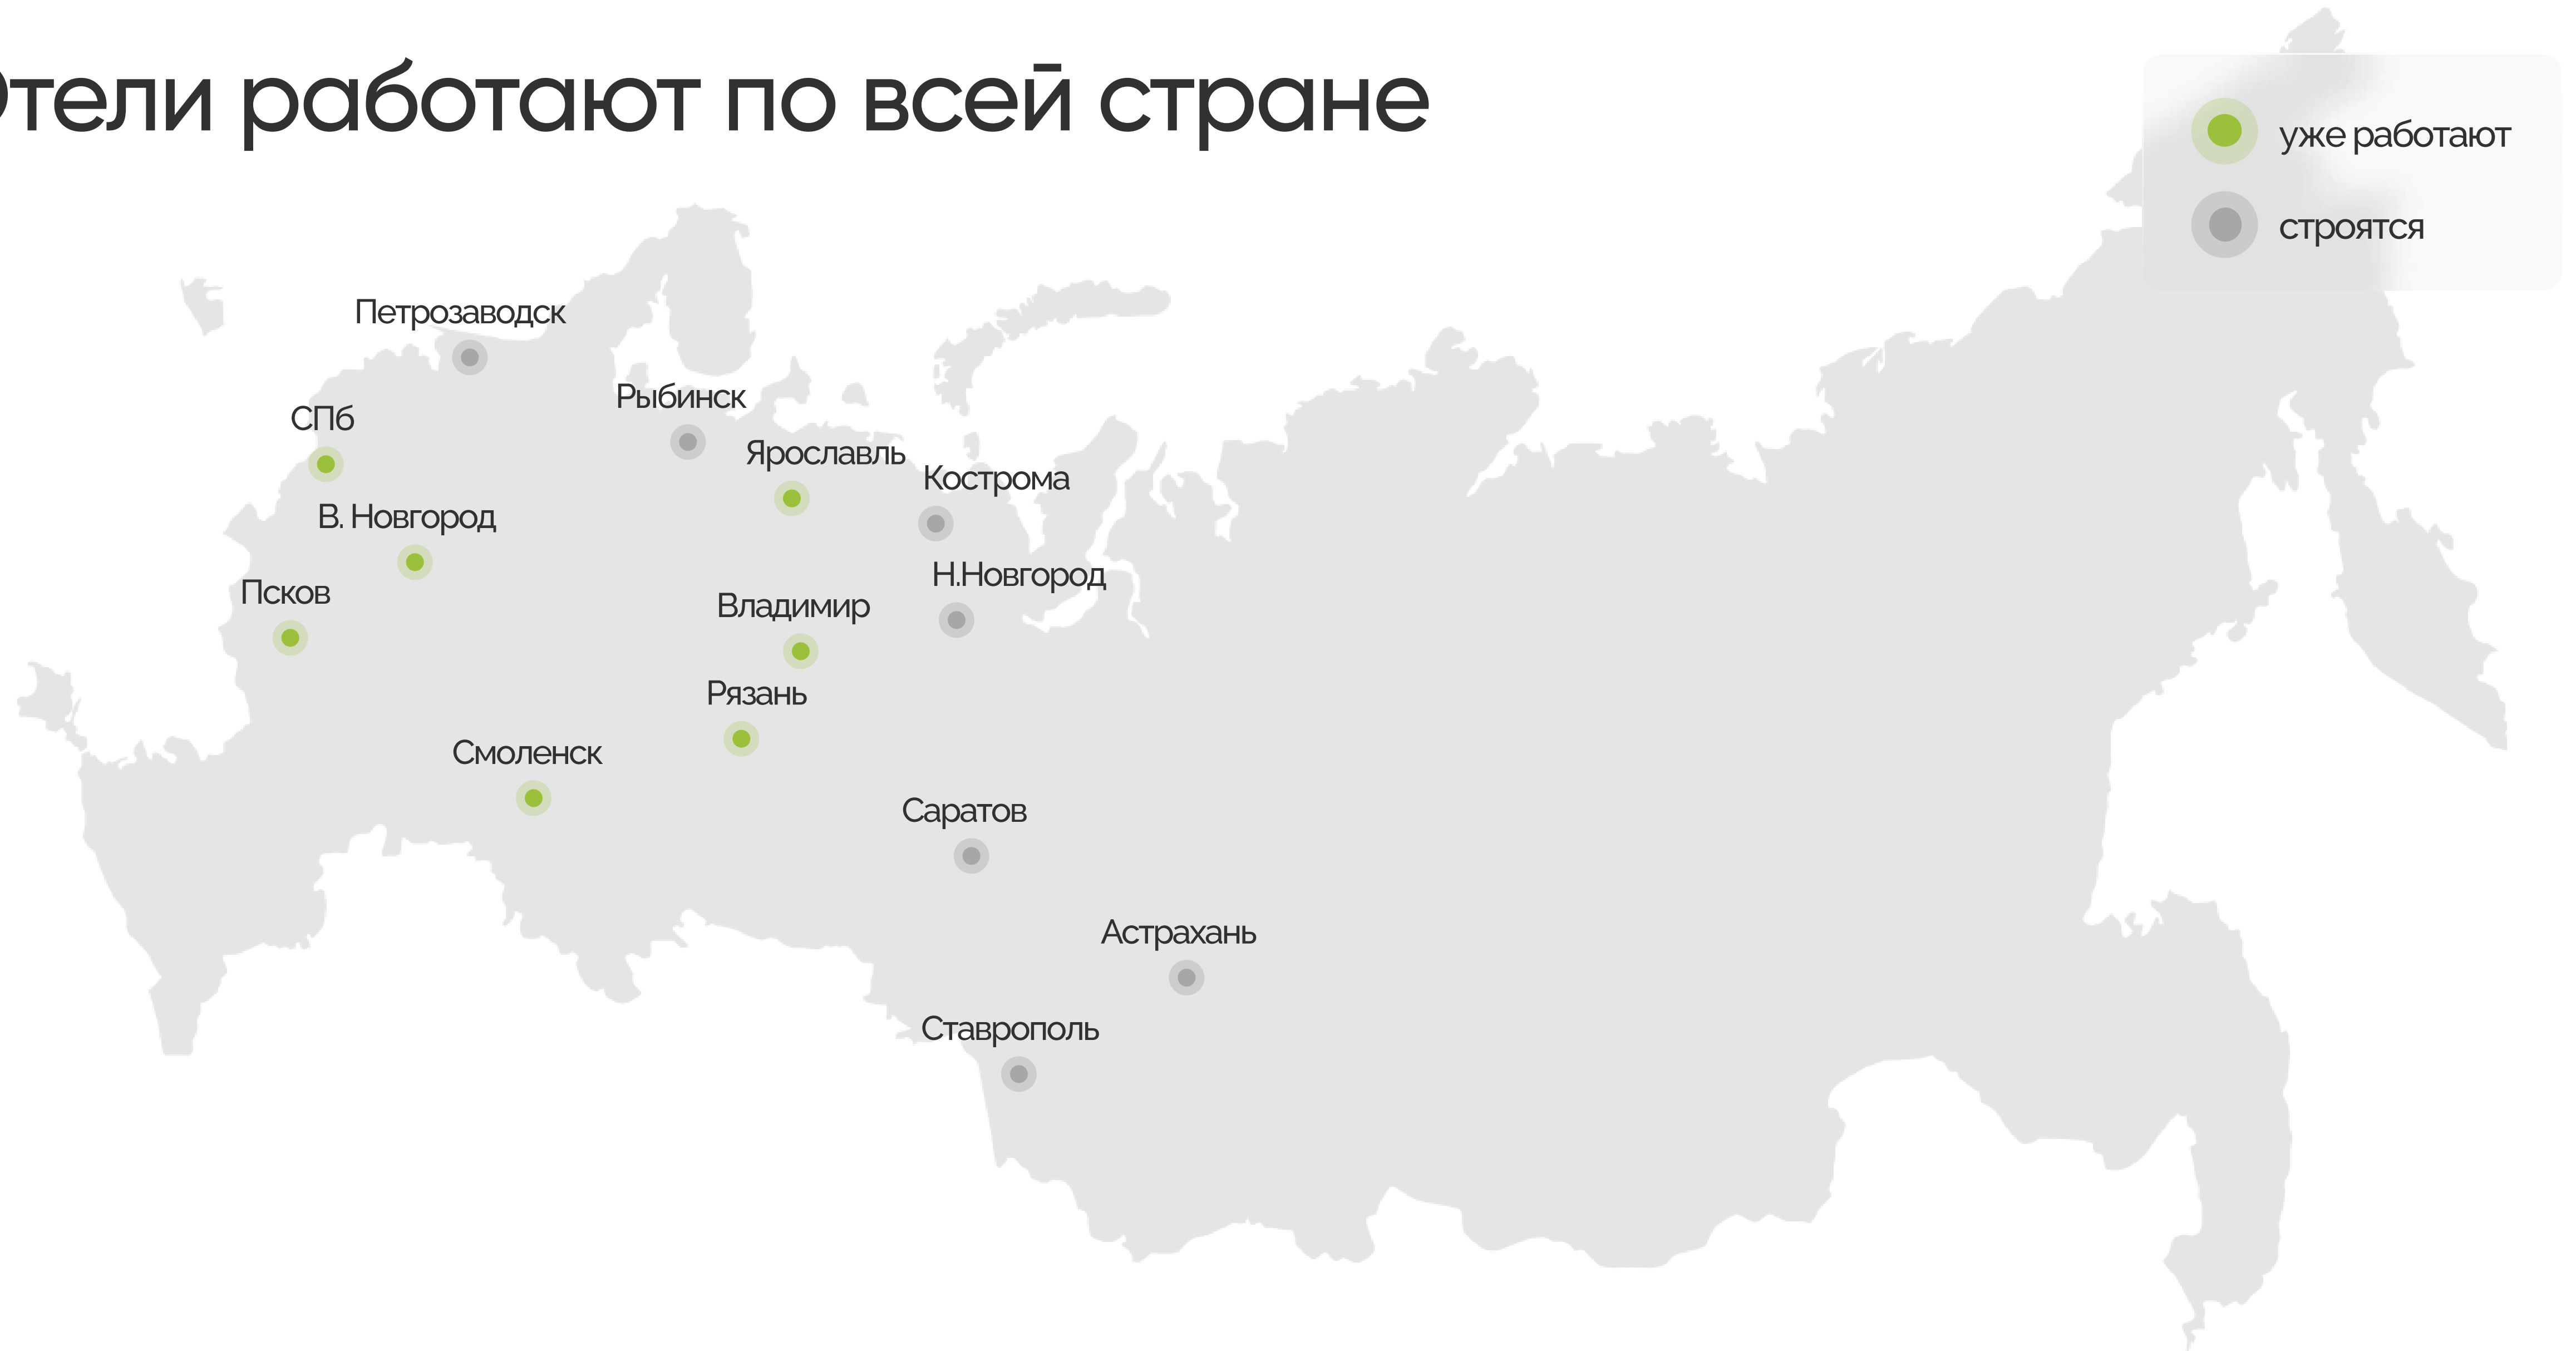 Отели работают по всей стране
уже работают
строятся
Петрозаводск
Рыбинск
СПб
Ярославль
Кострома
В. Новгород
Н.Новгород
Псков
Владимир
Рязань
Смоленск
Саратов
Астрахань
Ставрополь